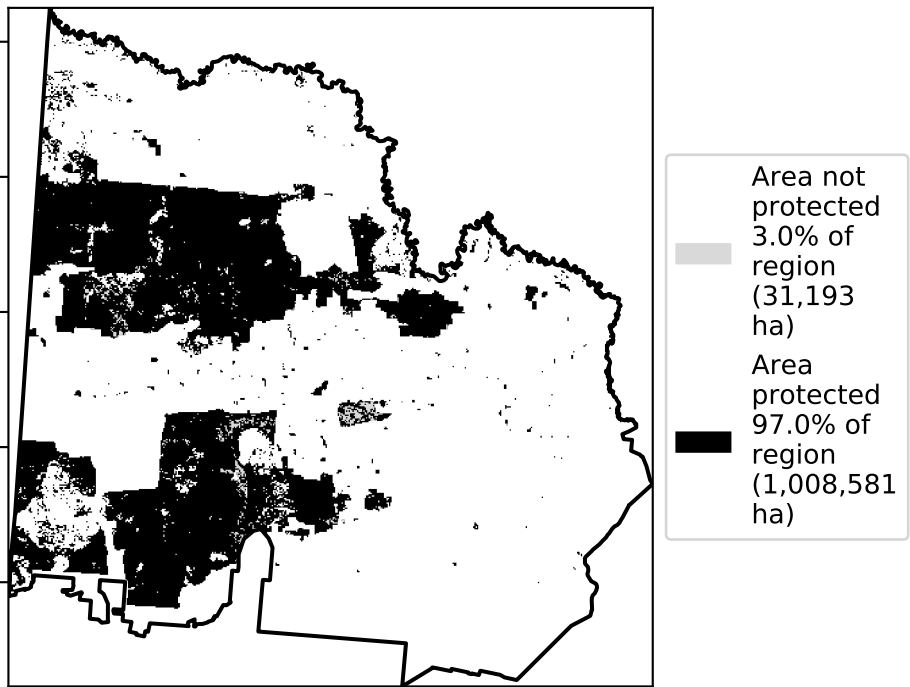 Area not
protected
3.0% of
region
(31,193
ha)
Area
protected
97.0% of
region
(1,008,581
ha)